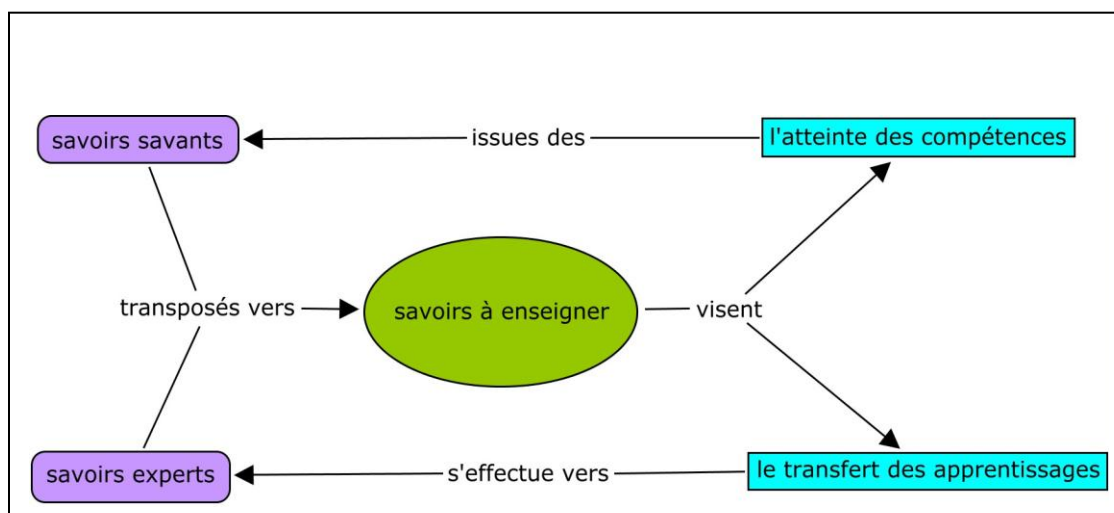 savoirs savants
issues des
l'atteinte des compétences
transposés vers
savoirs à enseigner
visent
savoirs experts
s'effectue vers
le transfert des apprentissages